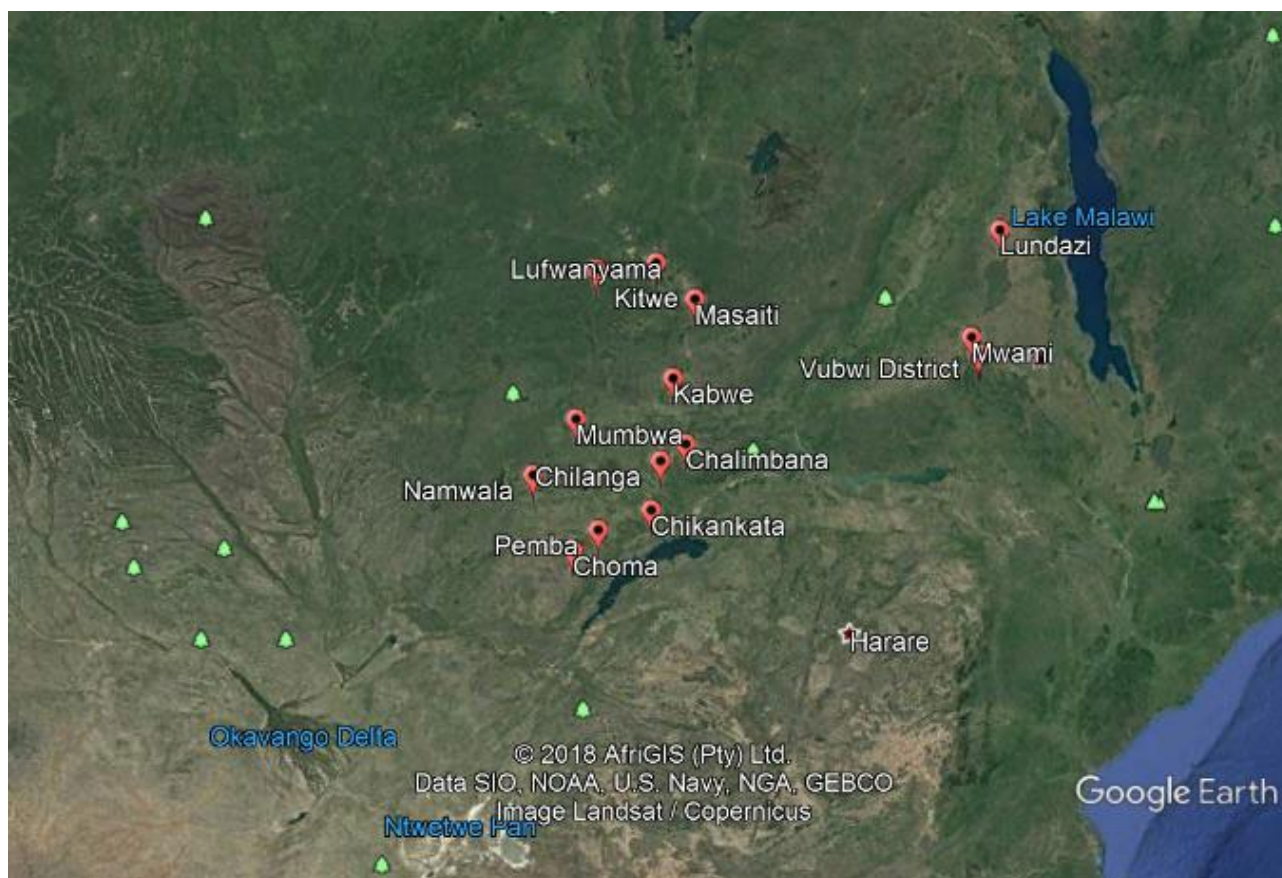 Lake Malawi
Lundazi
Lufwanyama
Kitwe
Masaiti
Mwami
Vubwi District
Kabwe
Mumbwa
Chalimbana
Chilanga
Namwala
Chikankata
Pemba
Choma
Harare
Okavango Delta
© 2018 AfriGIS (Pty) Ltd.
Data SIO, NOAA, U.S. Navy, NGA, GEBCO
Image Landsat / Copernicus
Google Earth
Ntwetwe Pan